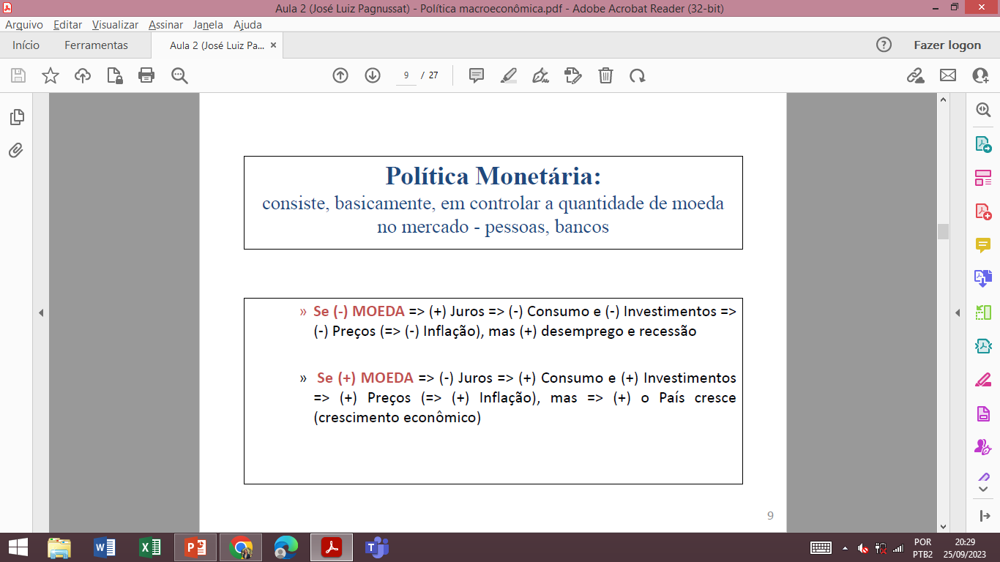 Aula 2 (José Luiz Pagnussat) - Política macroeconômica.pdf - Adobe Acrobat Reader (32-bit)
Arquivo Editar Visualizar Assinar Janela Ajuda
Início Ferramentas Aula 2 (José Luiz Pa... × Fazer logon
9 / 27
Política Monetária:
consiste, basicamente, em controlar a quantidade de moeda
no mercado - pessoas, bancos
» Se (-) MOEDA => (+) Juros => (-) Consumo e (-) Investimentos =>
(-) Preços (=> (-) Inflação), mas (+) desemprego e recessão
» Se (+) MOEDA => (-) Juros => (+) Consumo e (+) Investimentos
=> (+) Preços (=> (+) Inflação), mas => (+) o País cresce
(crescimento econômico)
9
POR 20:29
PTB2 25/09/2023